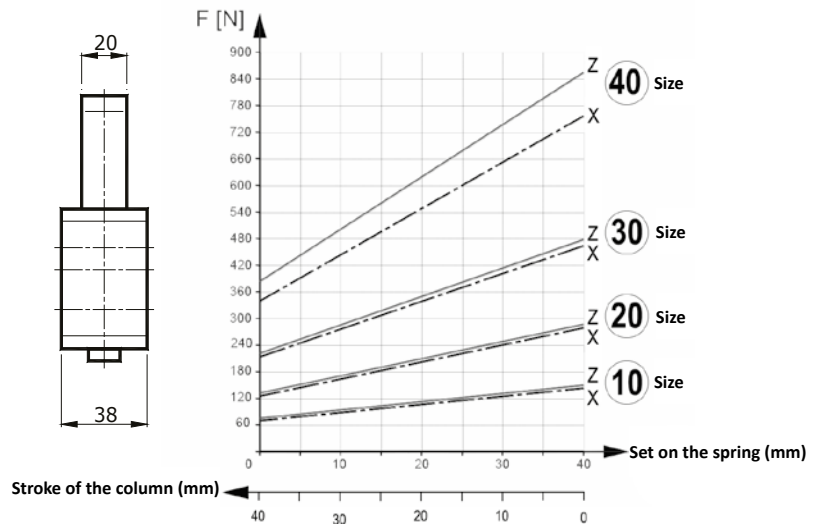 F [N]
20
900
840
780
720
660
600
540
480
420
360
300
240
180
120
60
Z
40 Size
X
Z
30 Size
X
Z
20 Size
X
Z
10 Size
X
38
0 10 20 30 40
Set on the spring (mm)
Stroke of the column (mm)
40 30 20 10 0